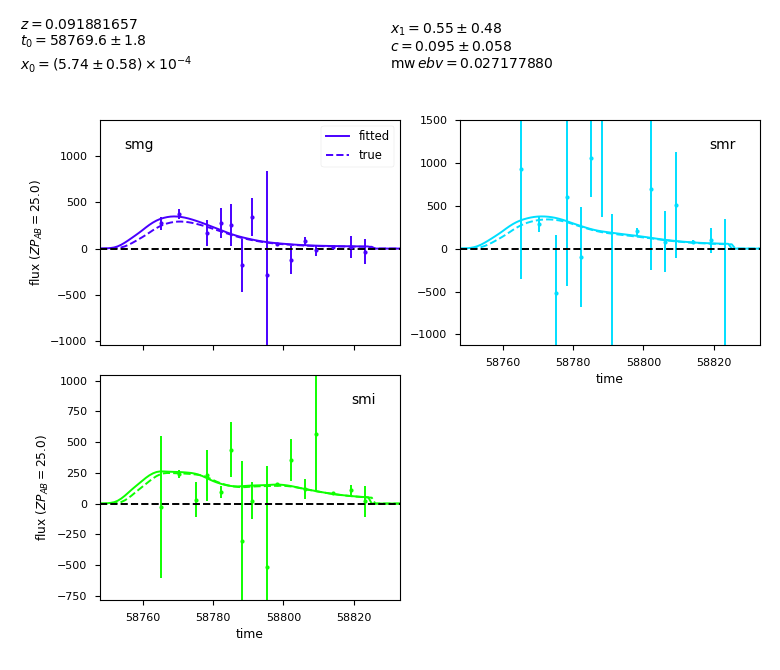 z = 0.091881657
t₀ = 58769.6 ± 1.8
x₀ = (5.74 ± 0.58) × 10⁻⁴
x₁ = 0.55 ± 0.48
c = 0.095 ± 0.058
mw ebv = 0.027177880
smg
fitted
true
1000
500
0
−500
−1000
flux (ZP_AB = 25.0)
smr
1500
1000
500
0
−500
−1000
58760 58780 58800 58820
time
smi
1000
750
500
250
0
−250
−500
−750
flux (ZP_AB = 25.0)
58760 58780 58800 58820
time